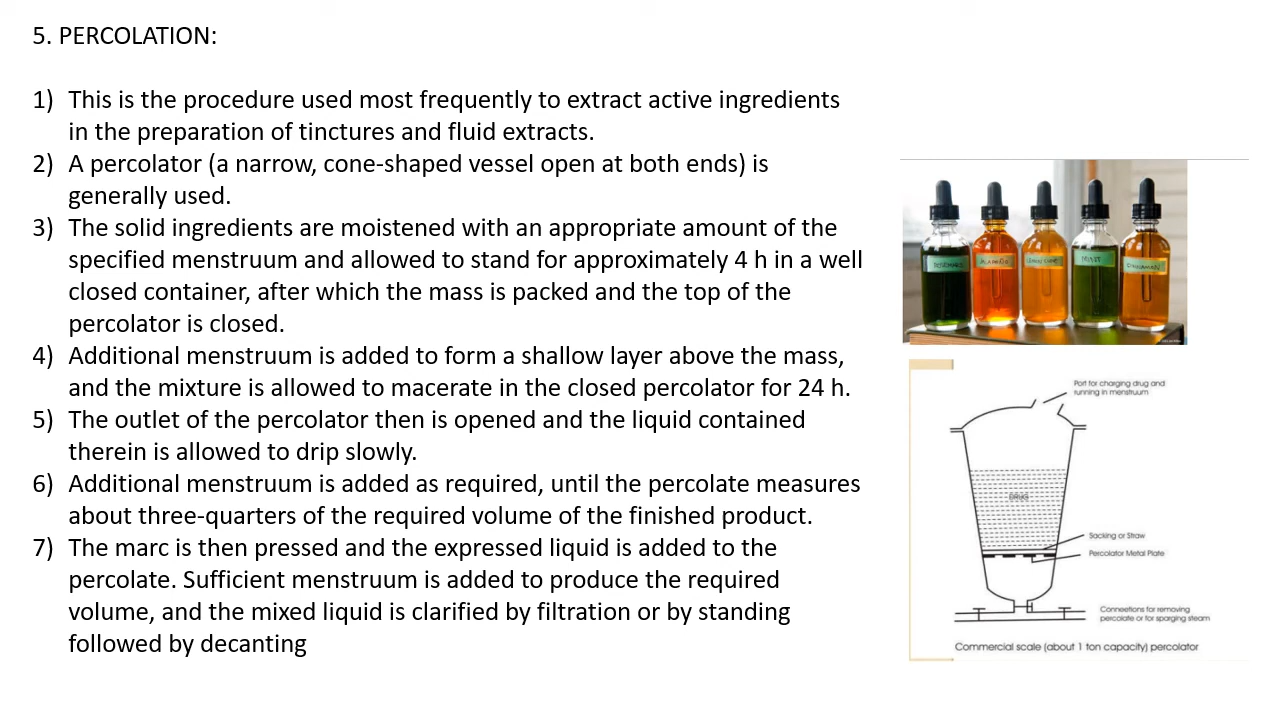 5. PERCOLATION:
1) This is the procedure used most frequently to extract active ingredients
in the preparation of tinctures and fluid extracts.
2) A percolator (a narrow, cone-shaped vessel open at both ends) is
generally used.
3) The solid ingredients are moistened with an appropriate amount of the
specified menstruum and allowed to stand for approximately 4 h in a well
closed container, after which the mass is packed and the top of the
percolator is closed.
4) Additional menstruum is added to form a shallow layer above the mass,
and the mixture is allowed to macerate in the closed percolator for 24 h.
5) The outlet of the percolator then is opened and the liquid contained
therein is allowed to drip slowly.
6) Additional menstruum is added as required, until the percolate measures
about three-quarters of the required volume of the finished product.
7) The marc is then pressed and the expressed liquid is added to the
percolate. Sufficient menstruum is added to produce the required
volume, and the mixed liquid is clarified by filtration or by standing
followed by decanting
MINT
CINNAMON
Port for charging drug and
running in menstruum
DRUG
Sacking or Straw
Percolator Metal Plate
Connections for removing
percolate or for sparging steam
Commercial scale (about 1 ton capacity) percolator